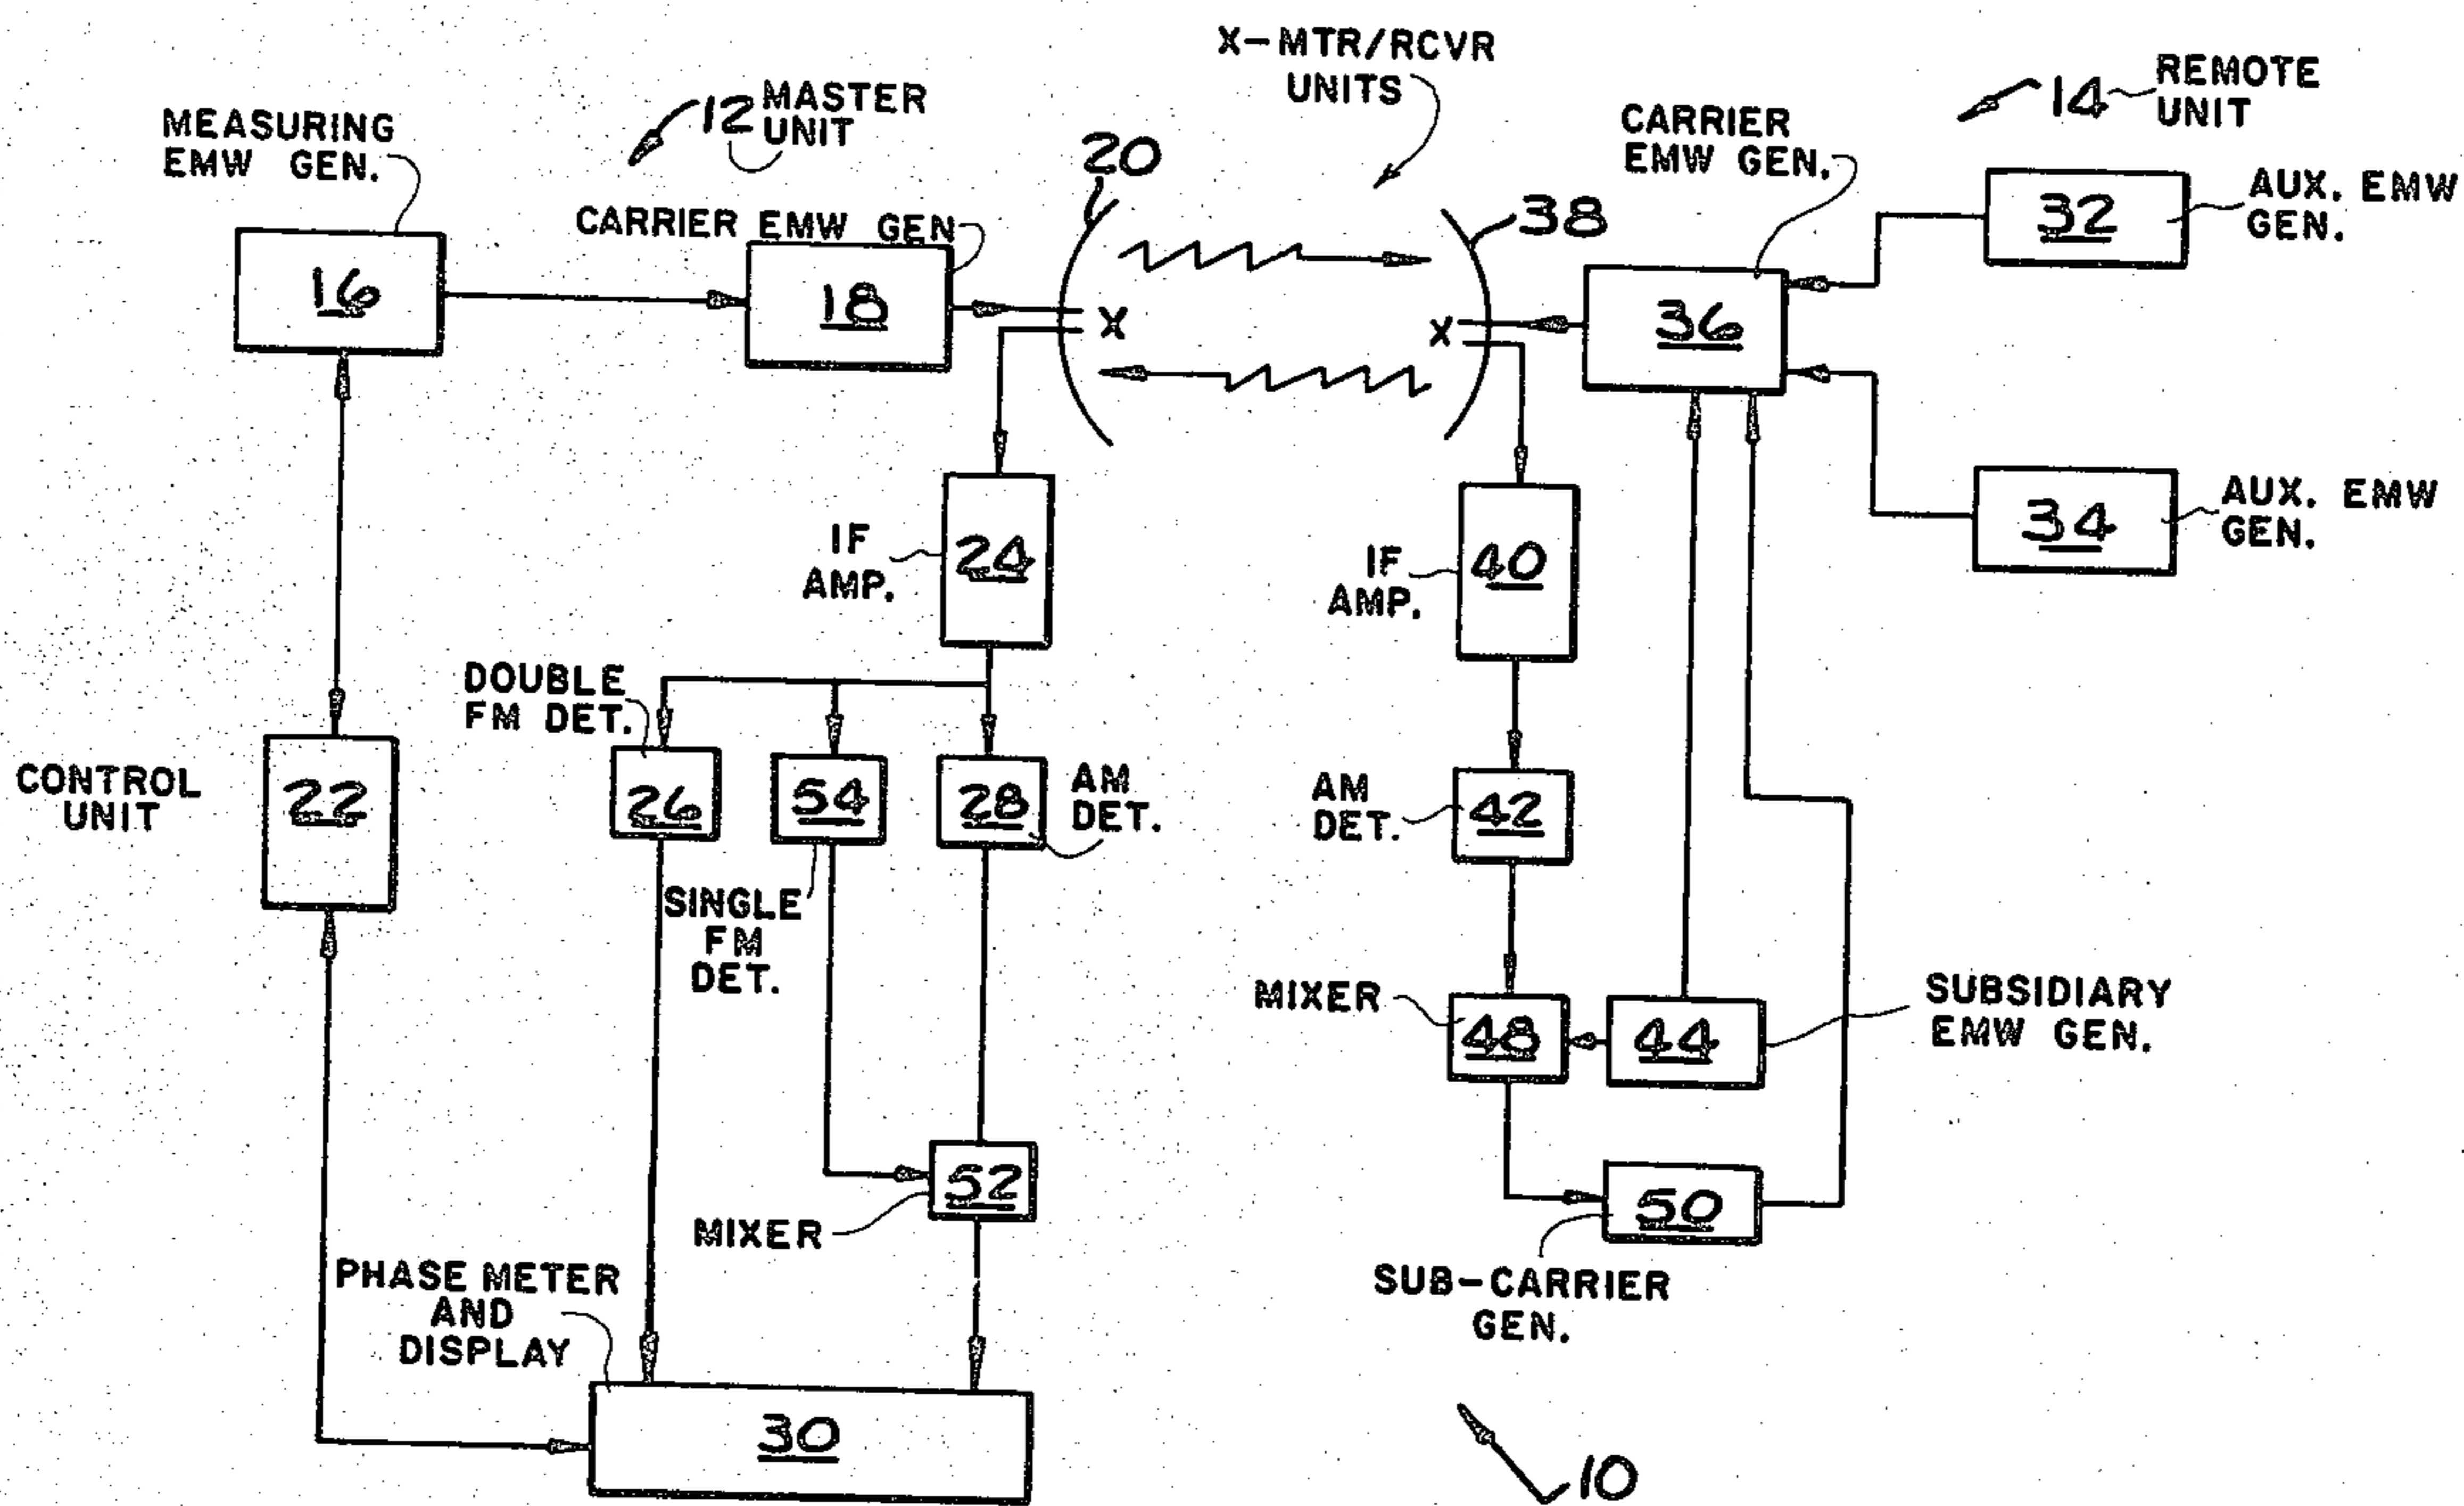 X-MTR/RCVR
UNITS
12 MASTER
UNIT
14 REMOTE
UNIT
MEASURING
EMW GEN.
CARRIER
EMW GEN.
20
38
CARRIER EMW GEN
16
18
X
X
36
32
AUX. EMW
GEN.
34
AUX. EMW
GEN.
IF
AMP.
24
IF
AMP.
40
DOUBLE
FM DET.
CONTROL
UNIT
22
26
54
28
AM
DET.
AM
DET.
42
SINGLE
FM
DET.
MIXER
48
44
SUBSIDIARY
EMW GEN.
52
MIXER
50
SUB-CARRIER
GEN.
PHASE METER
AND
DISPLAY
30
10